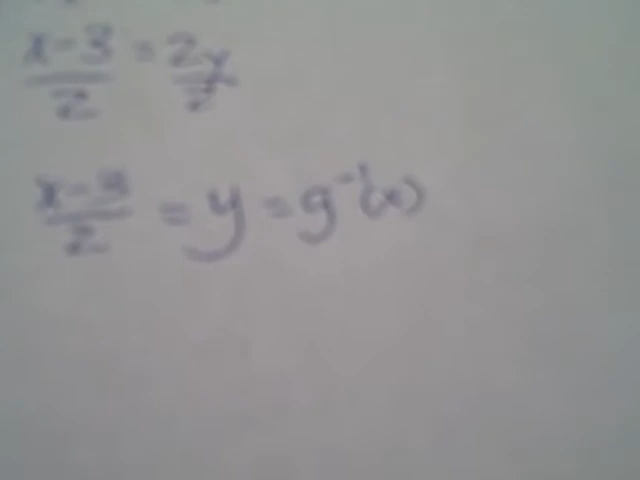 x-3/2 = 2y/2
x-3/2 = y = g⁻¹(x)